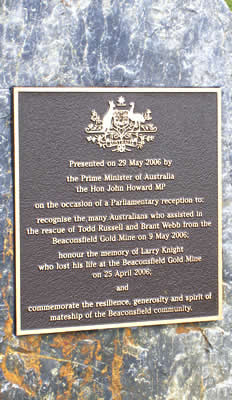 Presented on 29 May 2006 by
the Prime Minister of Australia
the Hon John Howard MP
on the occasion of a Parliamentary reception to:
recognise the many Australians who assisted in
the rescue of Todd Russell and Brant Webb from the
Beaconsfield Gold Mine on 9 May 2006;
honour the memory of Larry Knight
who lost his life at the Beaconsfield Gold Mine
on 25 April 2006;
and
commemorate the resilience, generosity and spirit of
mateship of the Beaconsfield community.